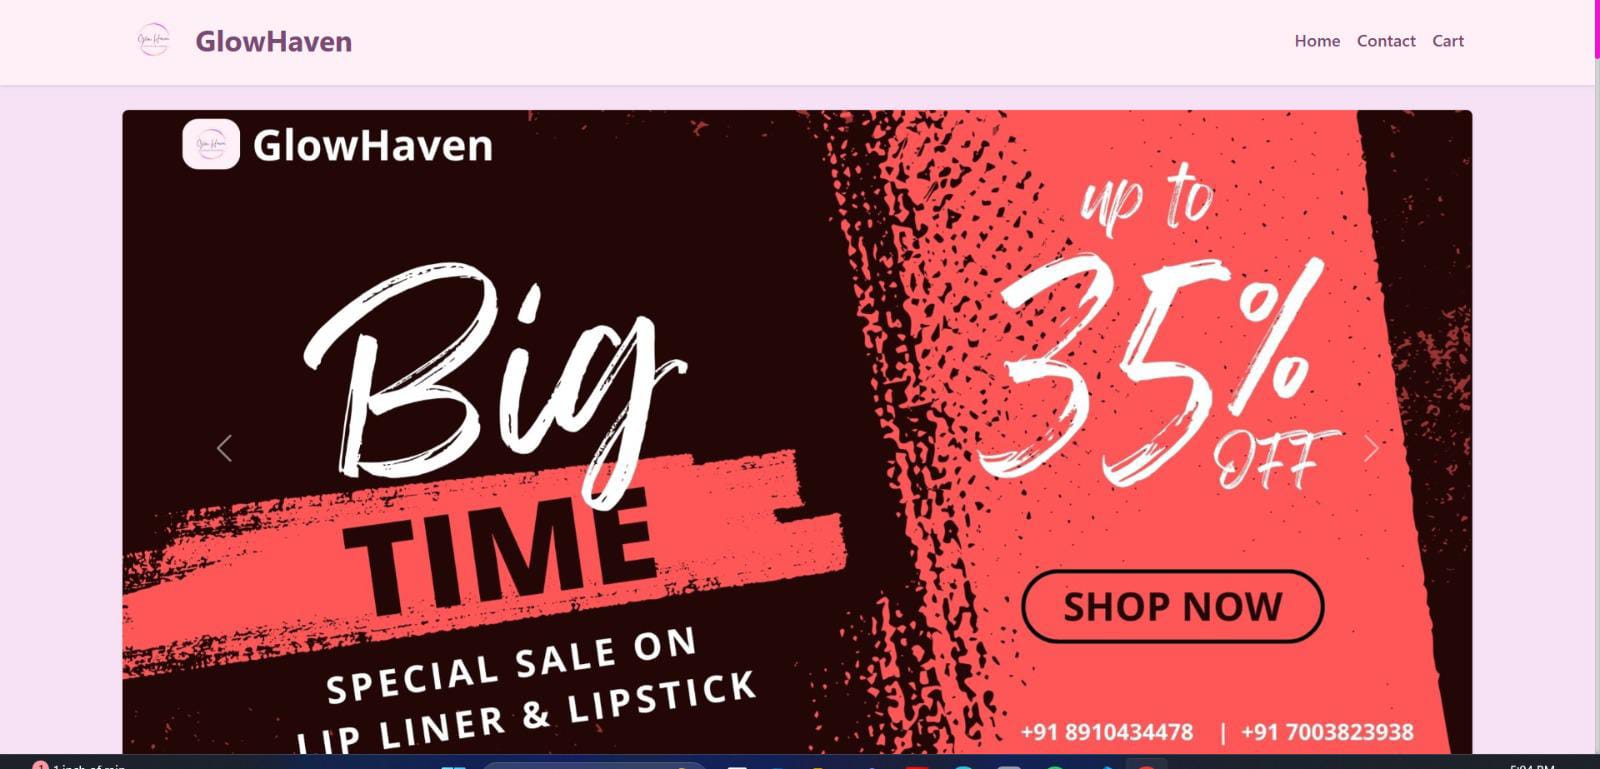 GlowHaven
Home Contact Cart
GlowHaven
Big
TIME
SPECIAL SALE ON
LIP LINER & LIPSTICK
up to
35%
OFF
SHOP NOW
+91 8910434478 | +91 7003823938